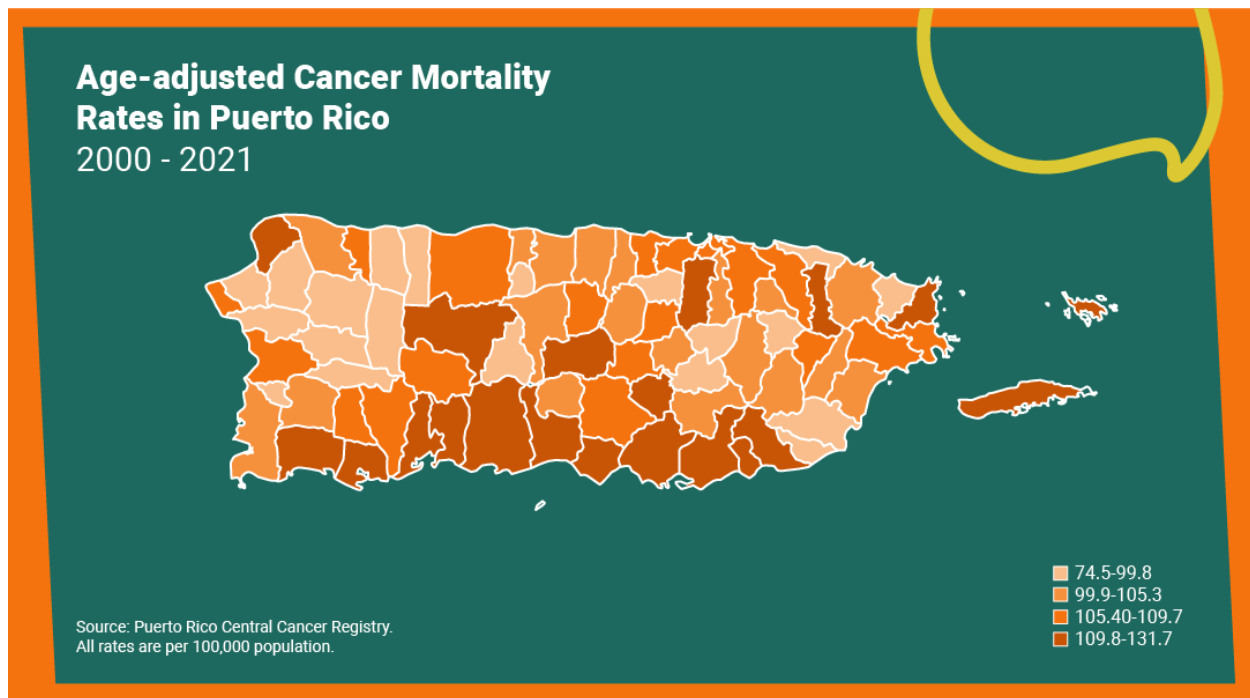 Age-adjusted Cancer Mortality
Rates in Puerto Rico
2000 - 2021
74.5-99.8
99.9-105.3
105.40-109.7
109.8-131.7
Source: Puerto Rico Central Cancer Registry.
All rates are per 100,000 population.